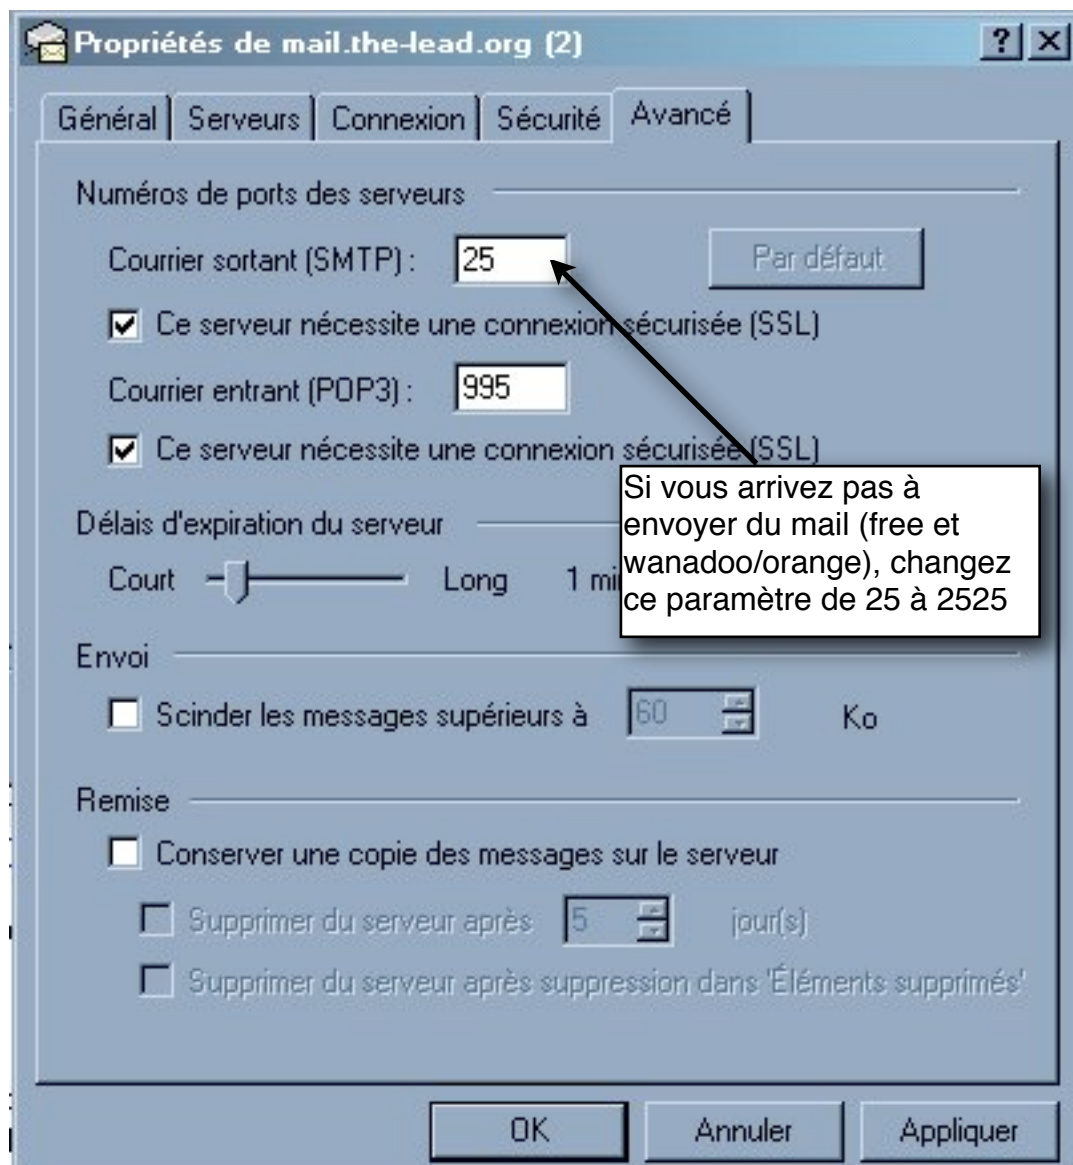 Propriétés de mail.the-lead.org (2)
Général Serveurs Connexion Sécurité Avancé
Numéros de ports des serveurs
Courrier sortant (SMTP) : 25 Par défaut
Ce serveur nécessite une connexion sécurisée (SSL)
Courrier entrant (POP3) : 995
Ce serveur nécessite une connexion sécurisée (SSL)
Si vous arrivez pas à
envoyer du mail (free et
wanadoo/orange), changez
ce paramètre de 25 à 2525
Délais d'expiration du serveur
Court Long 1
Envoi
Scinder les messages supérieurs à 60 Ko
Remise
Conserver une copie des messages sur le serveur
Supprimer du serveur après 5 jour(s)
Supprimer du serveur après suppression dans 'Éléments supprimés'
OK Annuler Appliquer